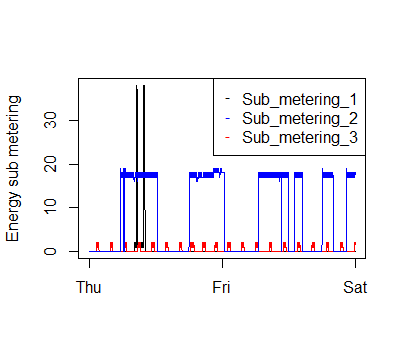 Energy sub metering
0
10
20
30
Sub_metering_1
Sub_metering_2
Sub_metering_3
Thu
Fri
Sat